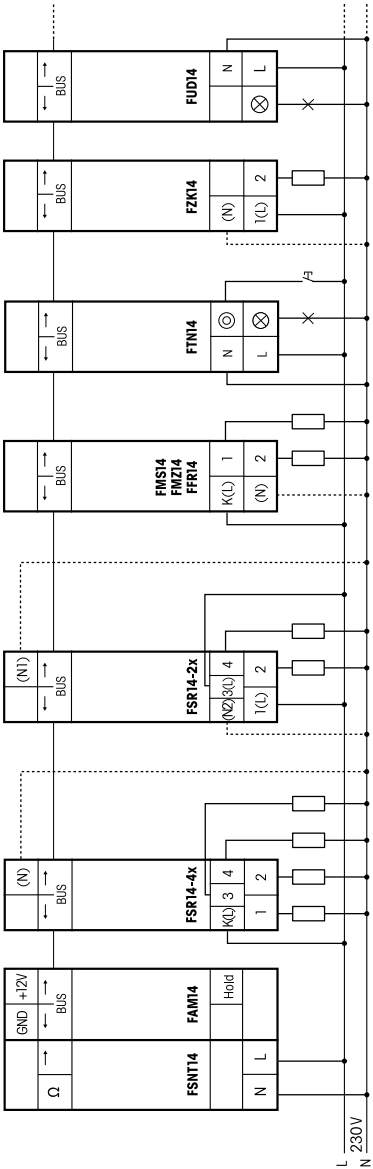 Ω →
FSNT14
N L
GND +12V
← →
BUS
FAM14
Hold
(N)
← →
BUS
FSR14-4x
K(L) 3 4
1 2
(N1)
← →
BUS
FSR14-2x
(N2) 3(L) 4
1(L) 2
← →
BUS
FMS14
FMZ14
FFR14
K(L) 1
(N) 2
← →
BUS
FTN14
N
L
← →
BUS
FZK14
(N)
1(L) 2
← →
BUS
FUD14
N
L
L
230V
N